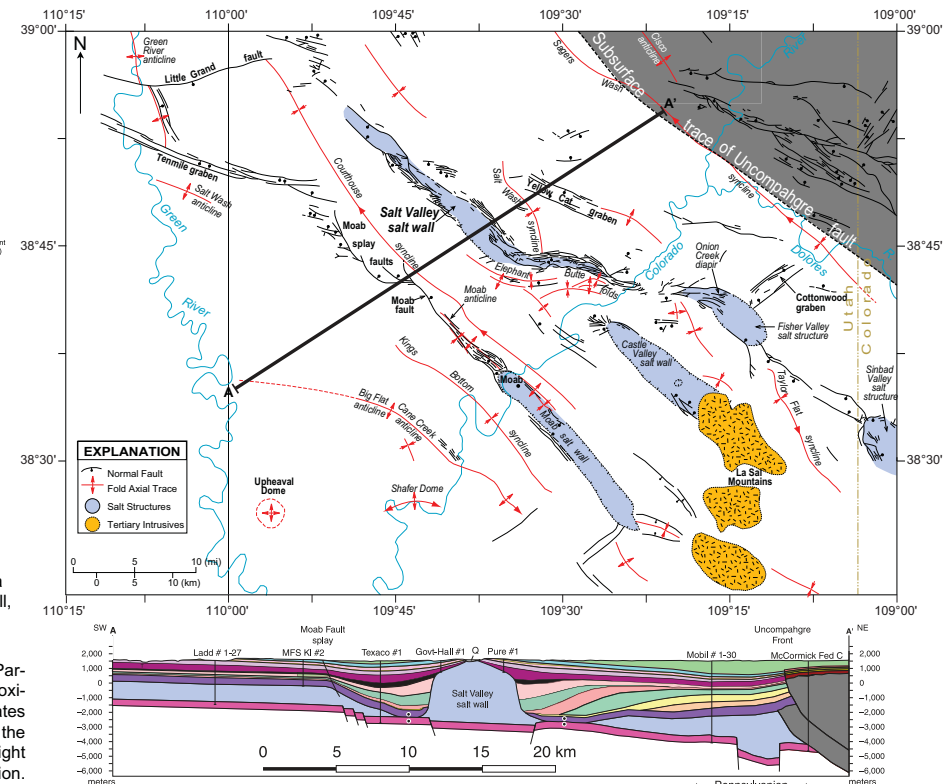 110°15'
110°00'
109°45'
109°30'
109°15'
109°00'
39°00'
39°00'
N
Green
River
anticline
Little Grand fault
Sagers
Wash
syncline
Cisco
anticline
River
Subsurface trace of Uncompahgre fault
A'
Tenmile graben
Salt Wash
anticline
Courthouse
syncline
Salt
Wash
syncline
Yellow Cat
graben
Salt Valley
salt wall
Green
River
38°45'
38°45'
Moab
splay
faults
Elephant Butte
folds
Colorado
Onion
Creek
diapir
Dolores
R
Utah
Colorado
Moab
fault
Moab
anticline
Cottonwood
graben
Fisher Valley
salt structure
Kings
Bottom
syncline
Castle
Valley
salt wall
Sinbad
Valley
salt
structure
A
Moab
Taylor
Flat
syncline
Big Flat
anticline
Cane Creek
anticline
Moab salt
wall
EXPLANATION
Normal Fault
Fold Axial Trace
Salt Structures
Tertiary Intrusives
38°30'
38°30'
Upheaval
Dome
Shafer Dome
La Sal
Mountains
0 5 10 (mi)
0 5 10 (km)
110°15'
110°00'
109°45'
109°30'
109°15'
109°00'
ll,
Par-
oxi-
ates
the
ight
ion.
SW A
Moab Fault
splay
Uncompahgre
Front
A' NE
Ladd # 1-27
MFS KI #2
Texaco #1
Govt-Hall #1
Q
Pure #1
Mobil # 1-30
McCormick Fed C
2,000
1,000
0
−1,000
−2,000
−3,000
−4,000
−5,000
−6,000
meters
Salt Valley
salt wall
0 5 10 15 20 km
2,000
1,000
0
−1,000
−2,000
−3,000
−4,000
−5,000
−6,000
meters